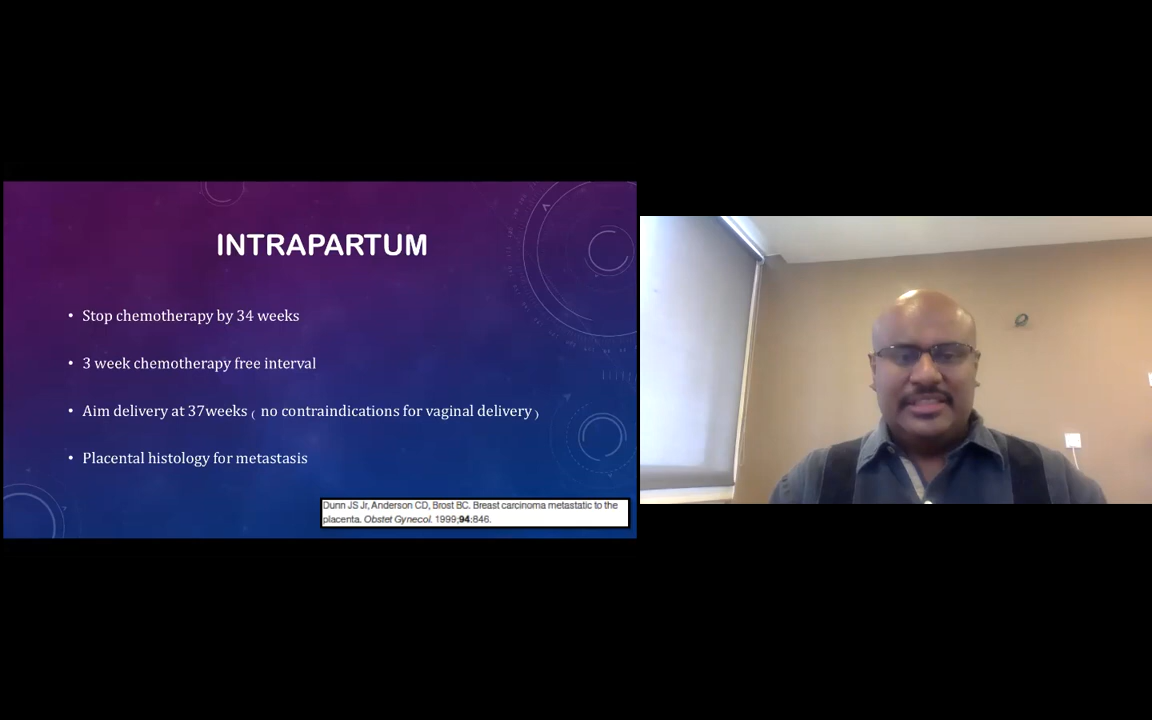 INTRAPARTUM
• Stop chemotherapy by 34 weeks
• 3 week chemotherapy free interval
• Aim delivery at 37weeks ( no contraindications for vaginal delivery )
• Placental histology for metastasis
Dunn JS Jr, Anderson CD, Brost BC. Breast carcinoma metastatic to the
placenta. Obstet Gynecol. 1999;94:846.